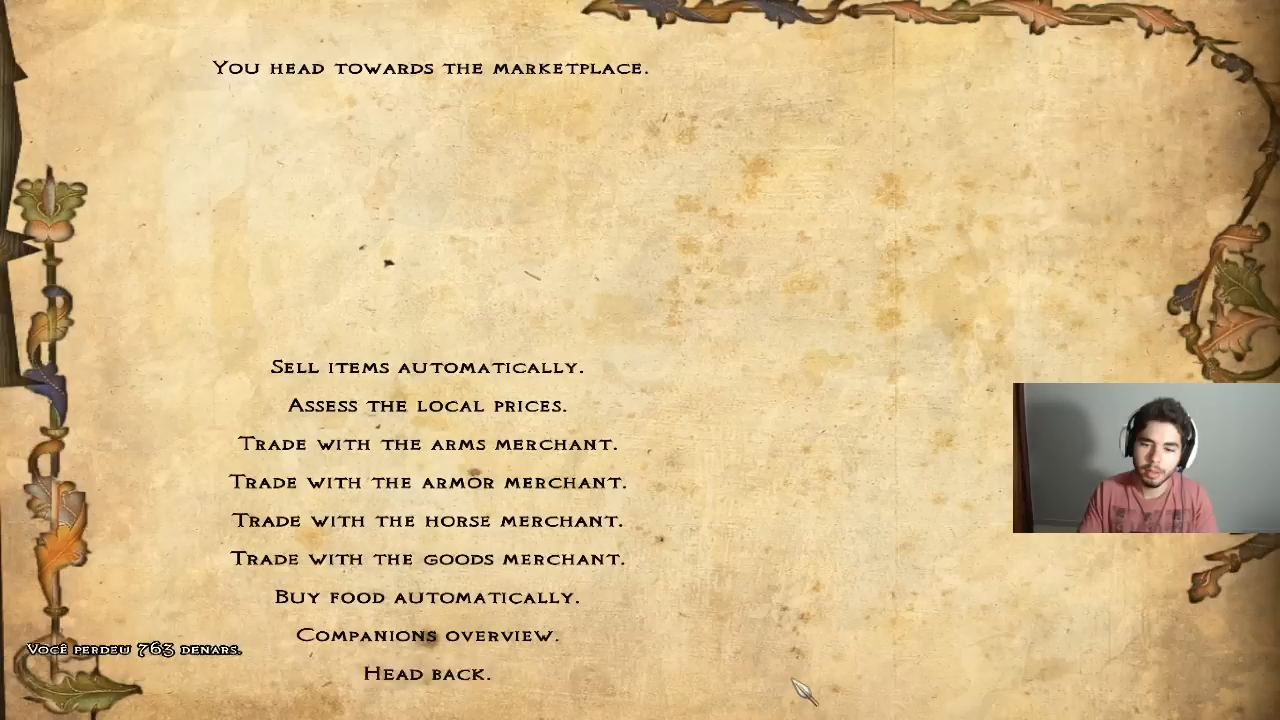 You head towards the marketplace.
Sell items automatically.
Assess the local prices.
Trade with the arms merchant.
Trade with the armor merchant.
Trade with the horse merchant.
Trade with the goods merchant.
Buy food automatically.
Companions overview.
Você perdeu 763 denars.
Head back.